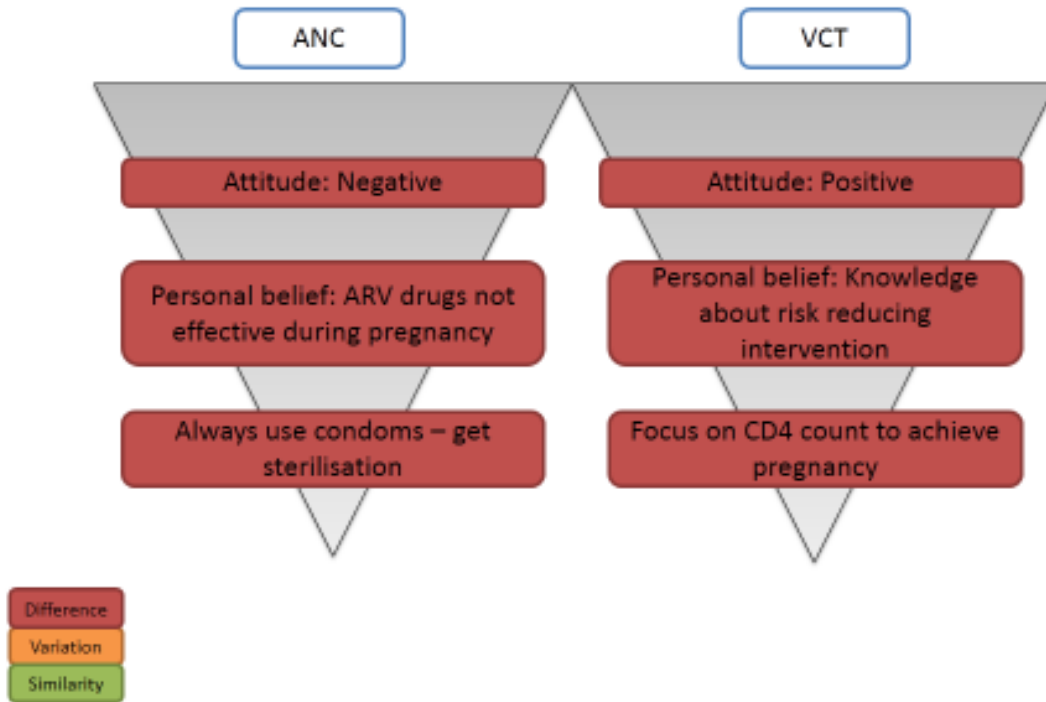 ANC
VCT
Attitude: Negative
Attitude: Positive
Personal belief: ARV drugs not
effective during pregnancy
Personal belief: Knowledge
about risk reducing
intervention
Always use condoms – get
sterilisation
Focus on CD4 count to achieve
pregnancy
Difference
Variation
Similarity